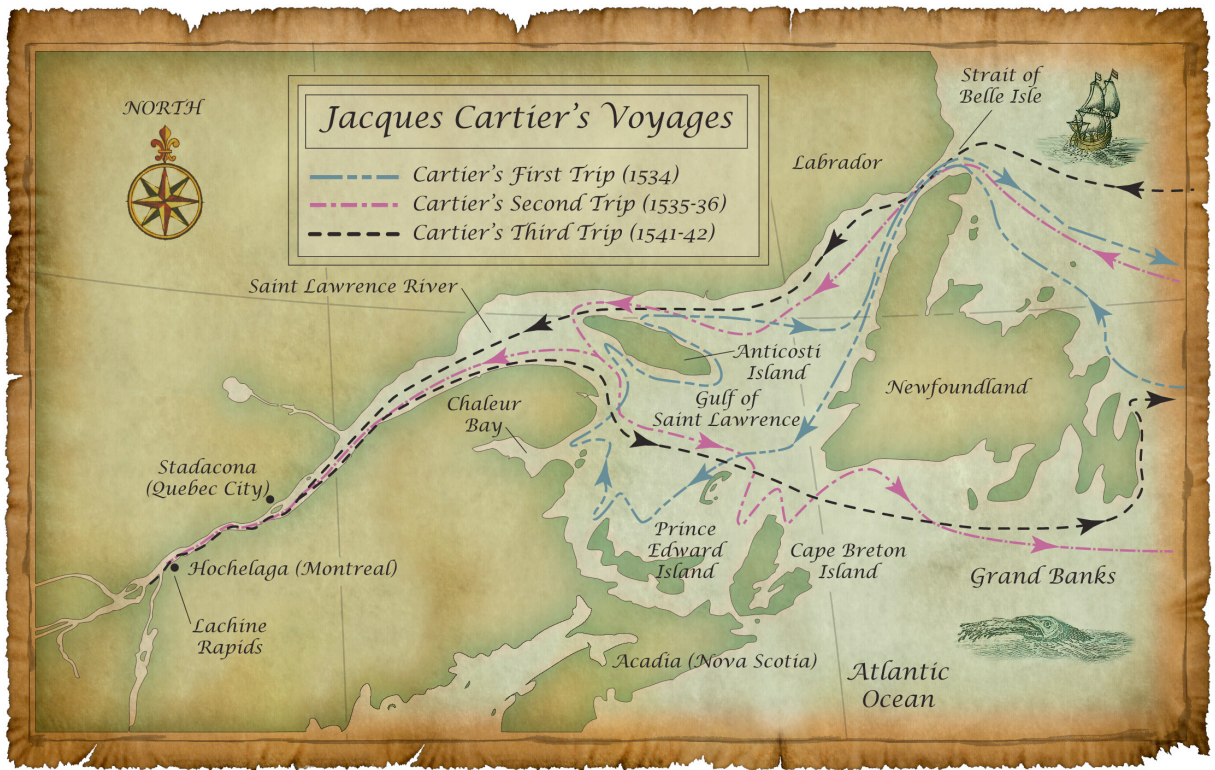 Jacques Cartier's Voyages
Cartier's First Trip (1534)
Cartier's Second Trip (1535-36)
Cartier's Third Trip (1541-42)
NORTH
Strait of
Belle Isle
Labrador
Saint Lawrence River
Anticosti
Island
Newfoundland
Gulf of
Saint Lawrence
Chaleur
Bay
Stadacona
(Quebec City)
Hochelaga (Montreal)
Lachine
Rapids
Prince
Edward
Island
Cape Breton
Island
Grand Banks
Acadia (Nova Scotia)
Atlantic
Ocean